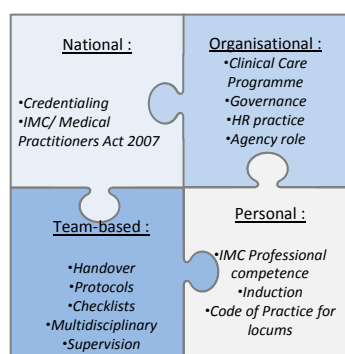 National :
•Credentialing
•IMC/ Medical
Practitioners Act 2007
Organisational :
•Clinical Care
Programme
•Governance
•HR practice
•Agency role
Team-based :
•Handover
•Protocols
•Checklists
•Multidisciplinary
•Supervision
Personal :
•IMC Professional
competence
•Induction
•Code of Practice for
locums